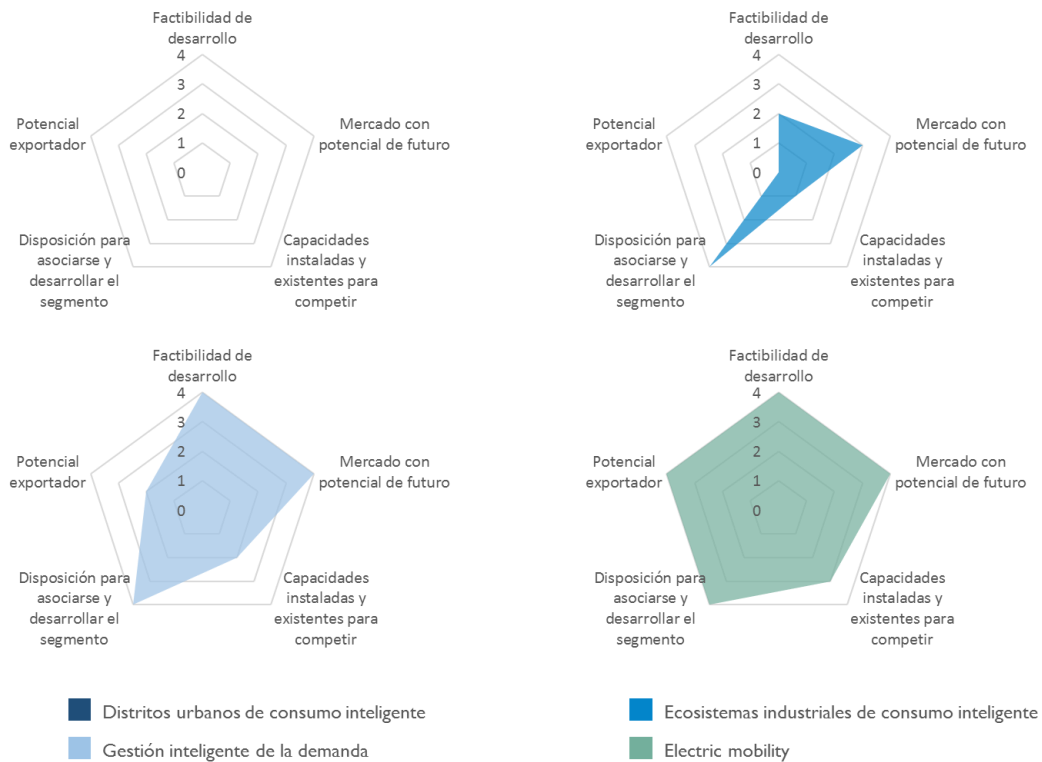 Factibilidad de
desarrollo
4
3
2
1
0
Mercado con
potencial de futuro
Capacidades
instaladas y
existentes para
competir
Disposición para
asociarse y
desarrollar el
segmento
Potencial
exportador
Factibilidad de
desarrollo
4
3
2
1
0
Mercado con
potencial de futuro
Capacidades
instaladas y
existentes para
competir
Disposición para
asociarse y
desarrollar el
segmento
Potencial
exportador
Factibilidad de
desarrollo
4
3
2
1
0
Mercado con
potencial de futuro
Capacidades
instaladas y
existentes para
competir
Disposición para
asociarse y
desarrollar el
segmento
Potencial
exportador
Factibilidad de
desarrollo
4
3
2
1
0
Mercado con
potencial de futuro
Capacidades
instaladas y
existentes para
competir
Disposición para
asociarse y
desarrollar el
segmento
Potencial
exportador
Distritos urbanos de consumo inteligente
Ecosistemas industriales de consumo inteligente
Gestión inteligente de la demanda
Electric mobility